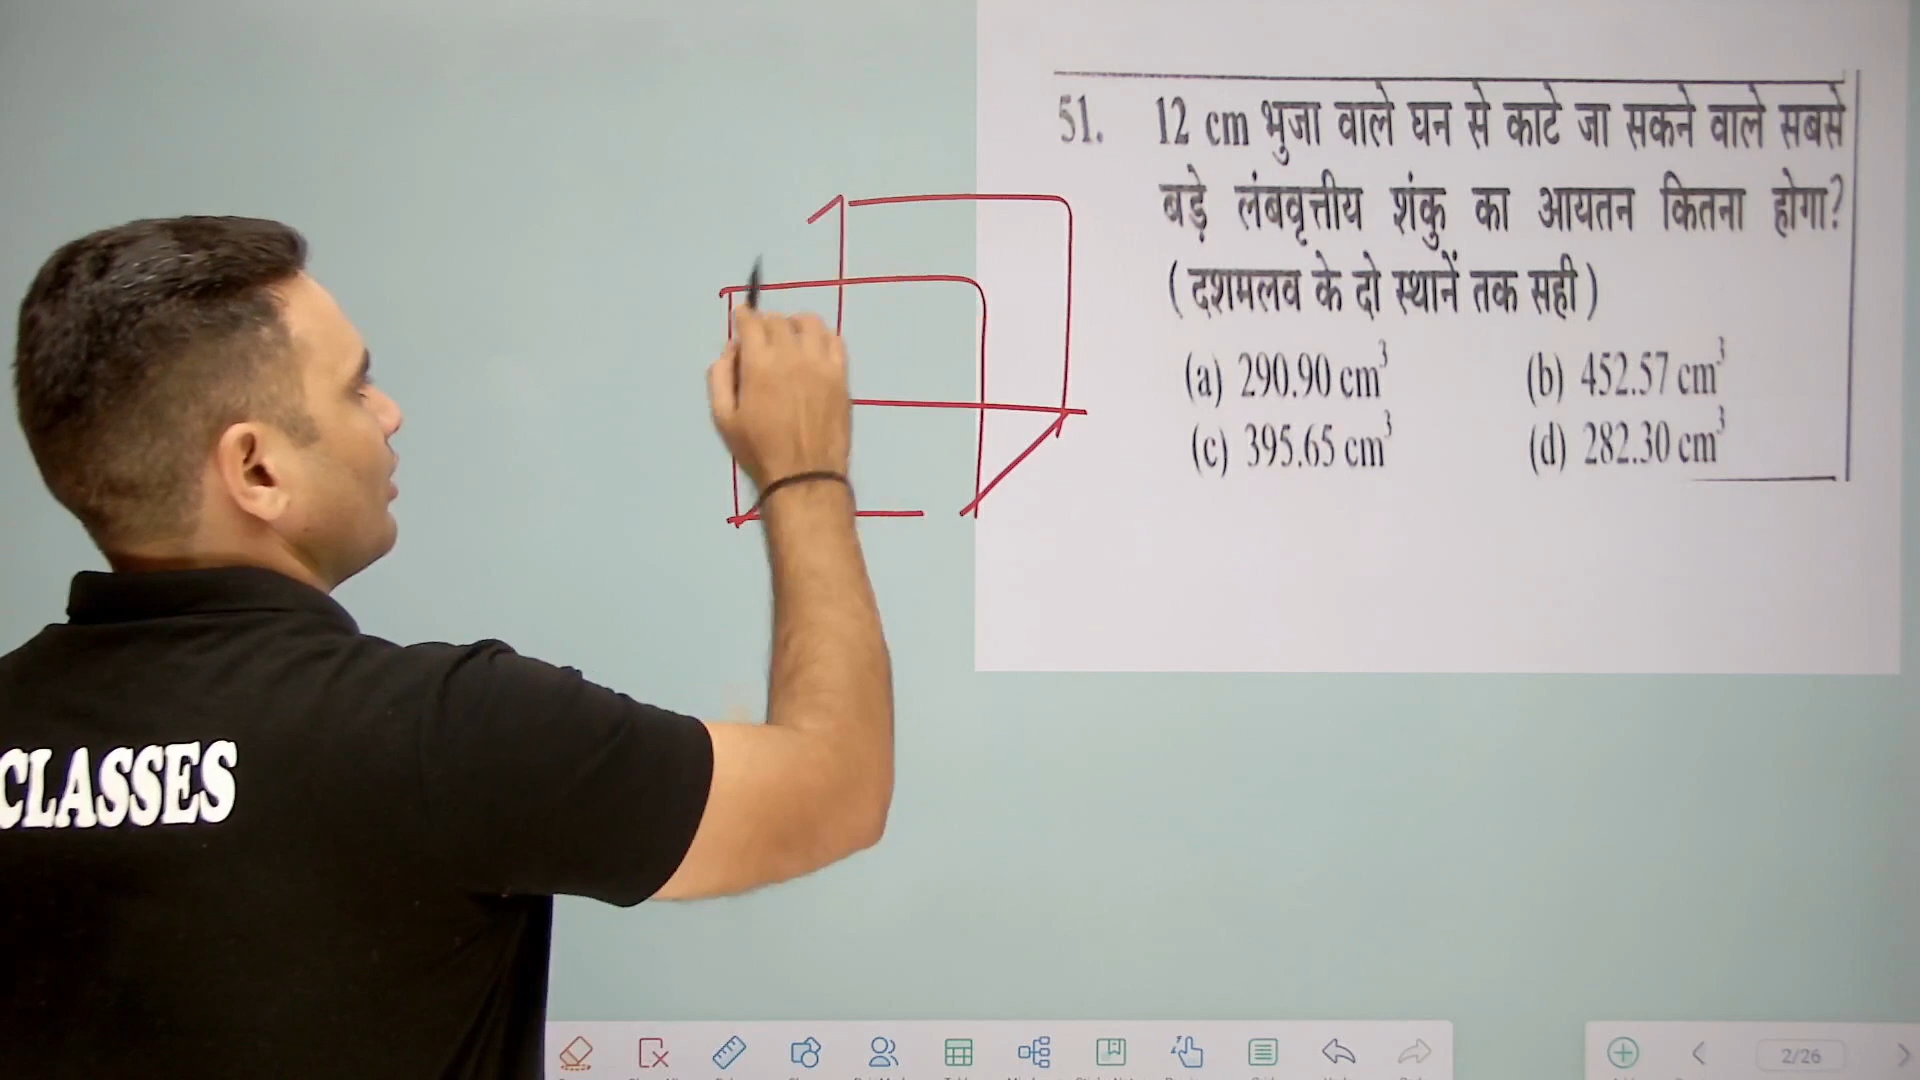 51. 12 cm भुजा वाले घन से काटे जा सकने वाले सबसे
बड़े लंबवृत्तीय शंकु का आयतन कितना होगा?
( दशमलव के दो स्थानें तक सही )
(a) 290.90 cm³ (b) 452.57 cm³
(c) 395.65 cm³ (d) 282.30 cm³
CLASSES
2/26